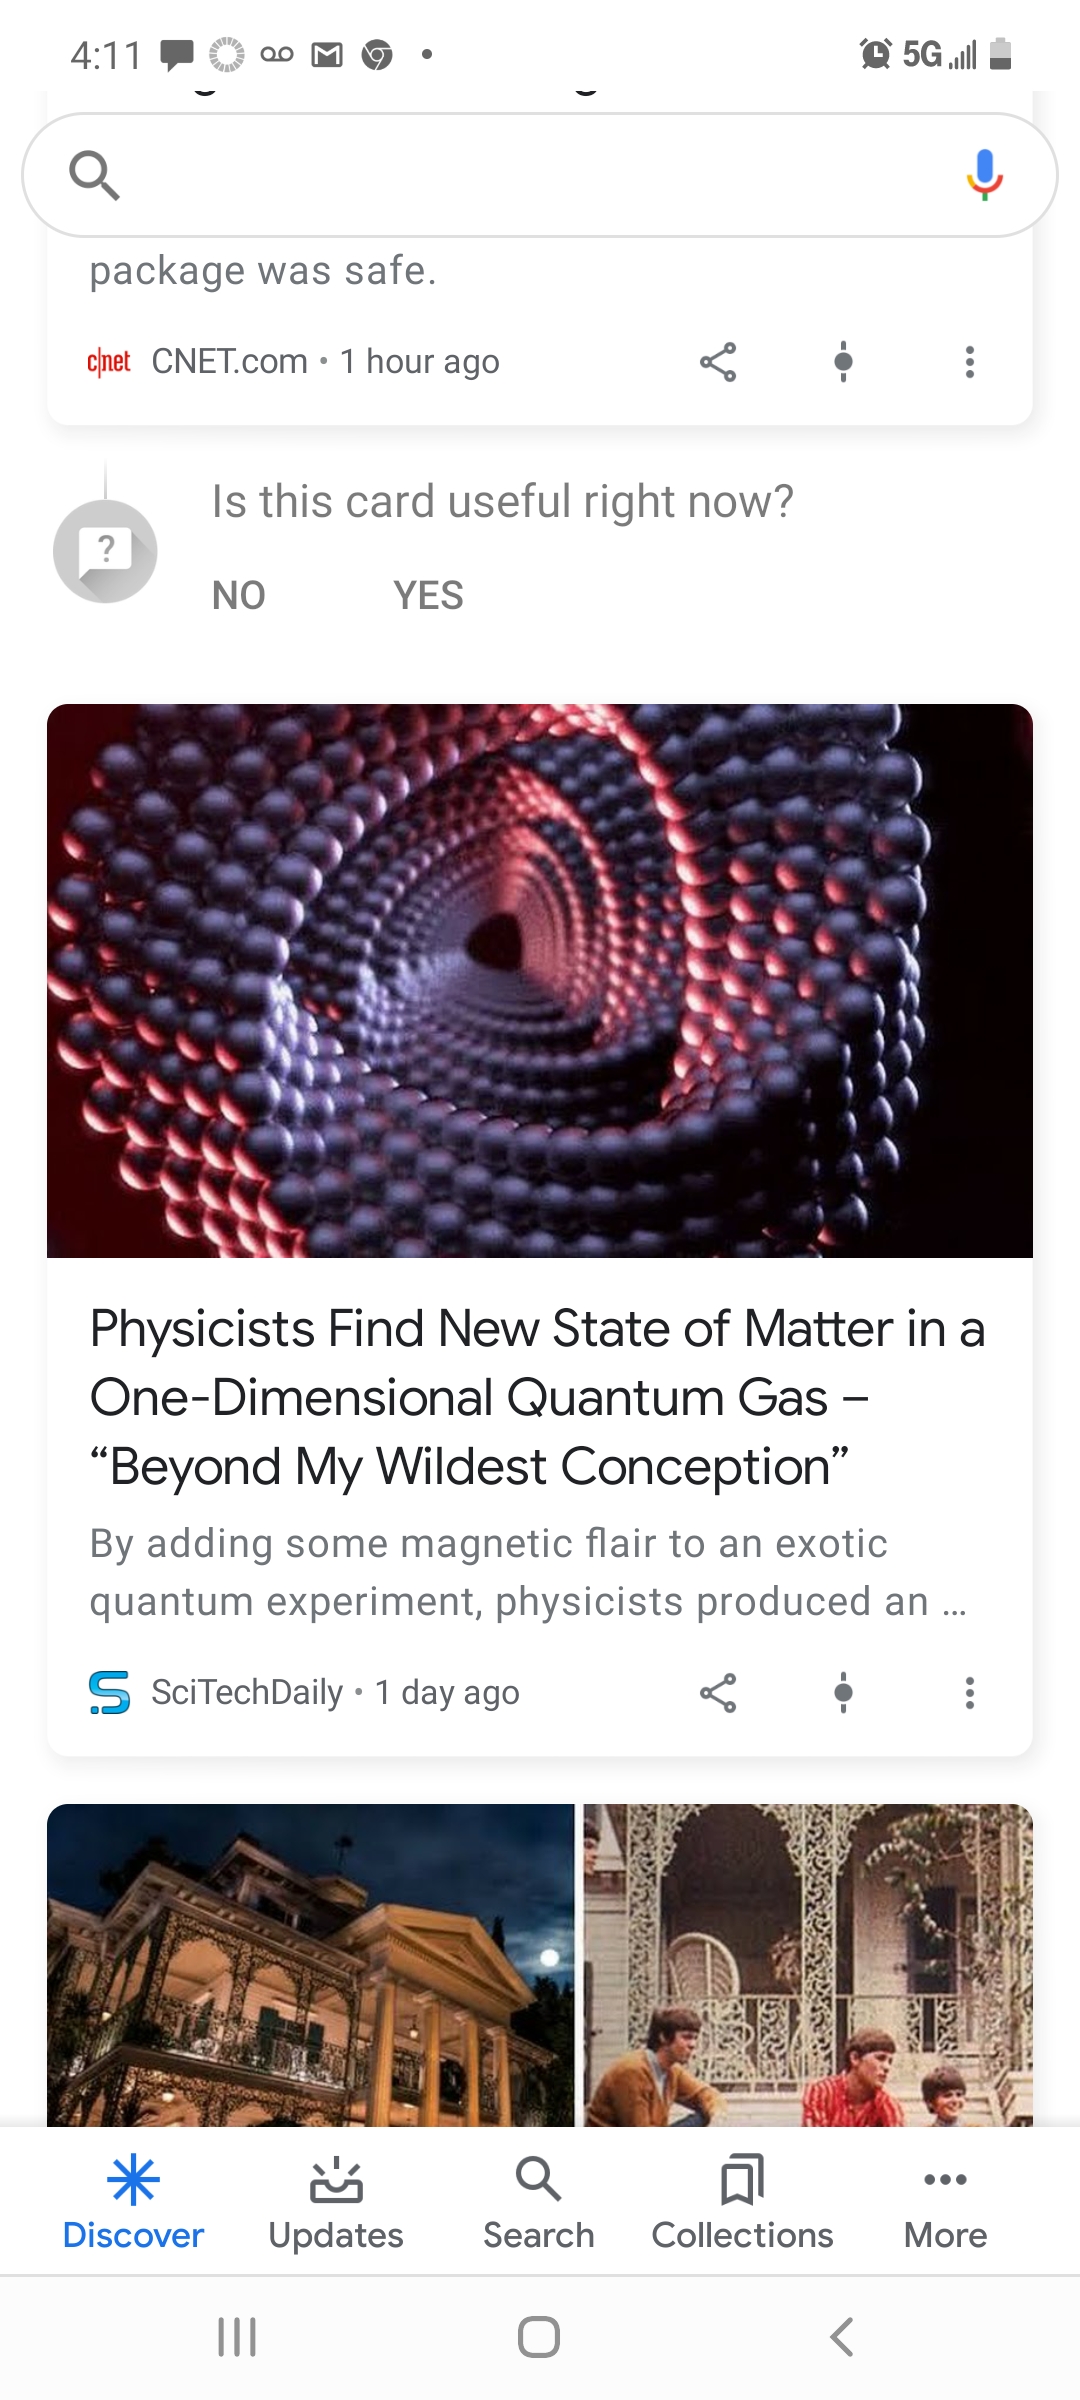 4:11
5G
package was safe.
c|net CNET.com • 1 hour ago
Is this card useful right now?
?
NO YES
Physicists Find New State of Matter in a
One-Dimensional Quantum Gas –
“Beyond My Wildest Conception”
By adding some magnetic flair to an exotic
quantum experiment, physicists produced an ...
SciTechDaily • 1 day ago
Discover Updates Search Collections More